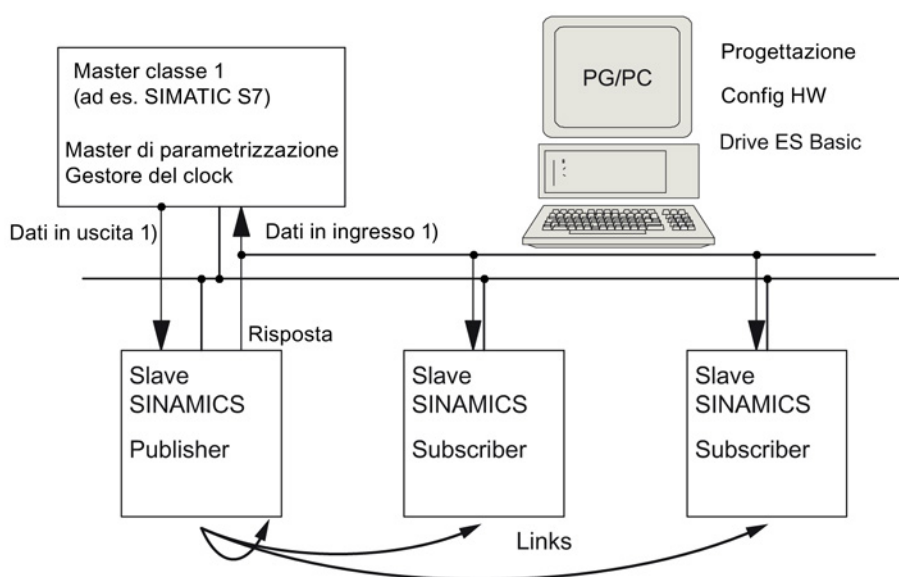 Master classe 1
(ad es. SIMATIC S7)
Master di parametrizzazione
Gestore del clock
PG/PC
Progettazione
Config HW
Drive ES Basic
Dati in uscita 1)
Dati in ingresso 1)
Risposta
Slave
SINAMICS
Publisher
Slave
SINAMICS
Subscriber
Slave
SINAMICS
Subscriber
Links